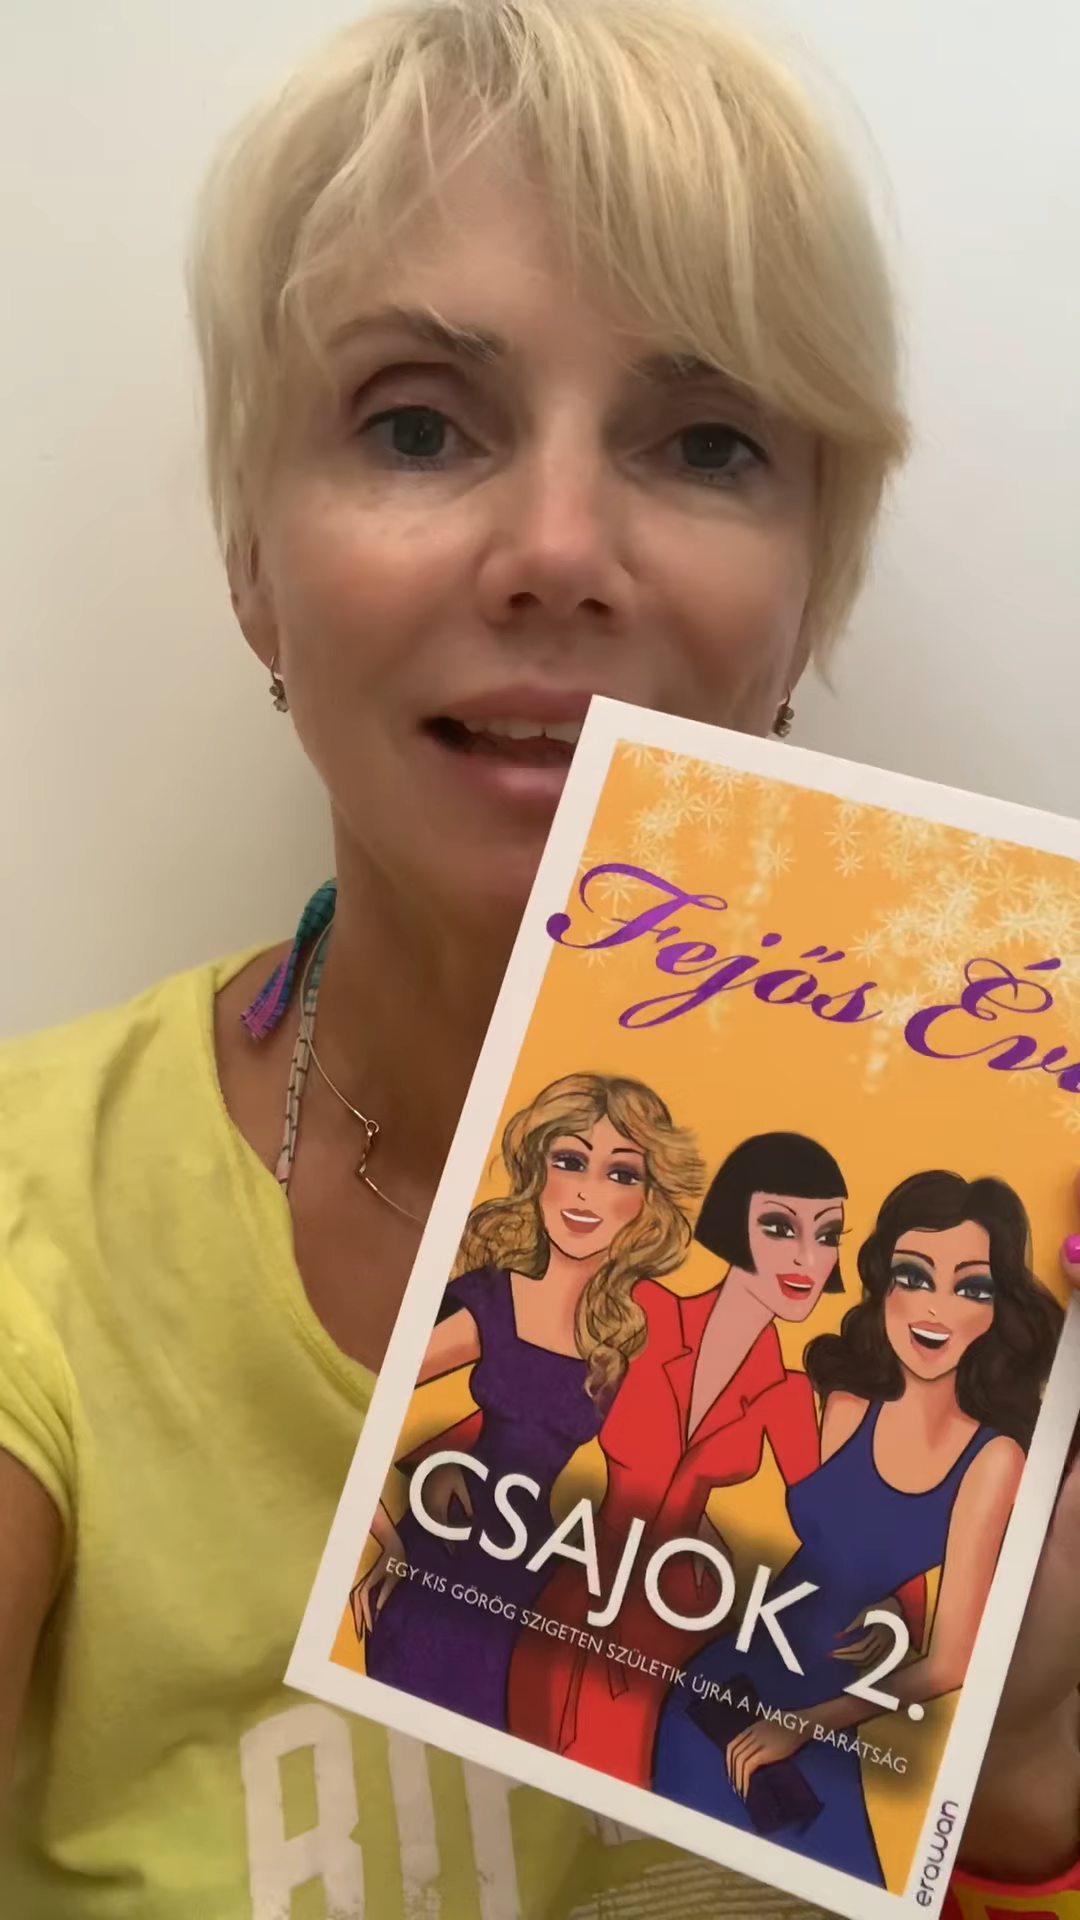 Fejős Év
CSAJOK 2.
EGY KIS GÖRÖG SZIGETEN SZÜLETIK ÚJRA A NAGY BARÁTSÁG
erawan